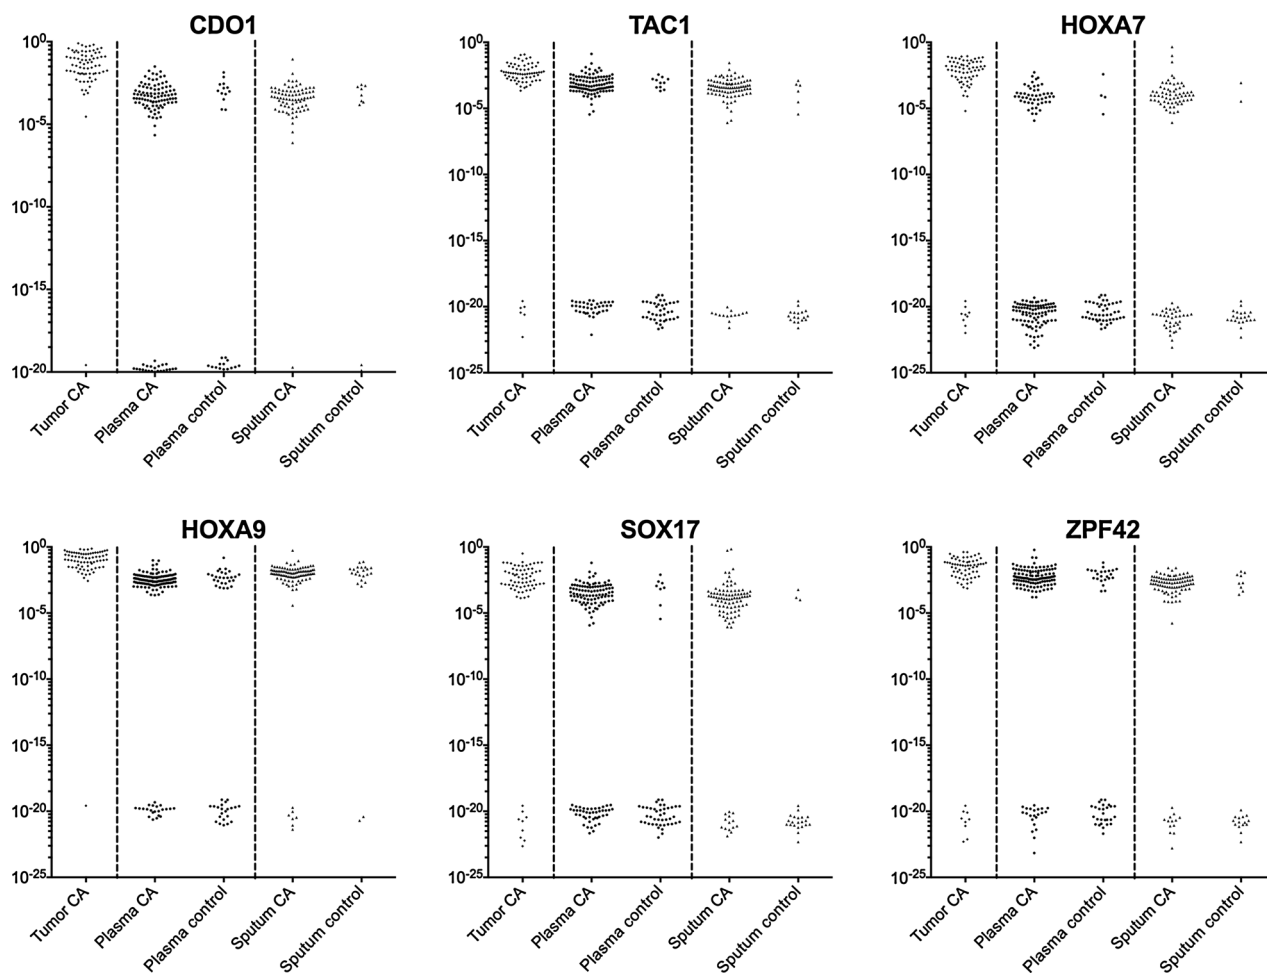 CDO1
10^0
10^-5
10^-10
10^-15
10^-20
Tumor CA
Plasma CA
Plasma control
Sputum CA
Sputum control
TAC1
10^0
10^-5
10^-10
10^-15
10^-20
10^-25
Tumor CA
Plasma CA
Plasma control
Sputum CA
Sputum control
HOXA7
10^0
10^-5
10^-10
10^-15
10^-20
10^-25
Tumor CA
Plasma CA
Plasma control
Sputum CA
Sputum control
HOXA9
10^0
10^-5
10^-10
10^-15
10^-20
10^-25
Tumor CA
Plasma CA
Plasma control
Sputum CA
Sputum control
SOX17
10^0
10^-5
10^-10
10^-15
10^-20
10^-25
Tumor CA
Plasma CA
Plasma control
Sputum CA
Sputum control
ZPF42
10^0
10^-5
10^-10
10^-15
10^-20
10^-25
Tumor CA
Plasma CA
Plasma control
Sputum CA
Sputum control